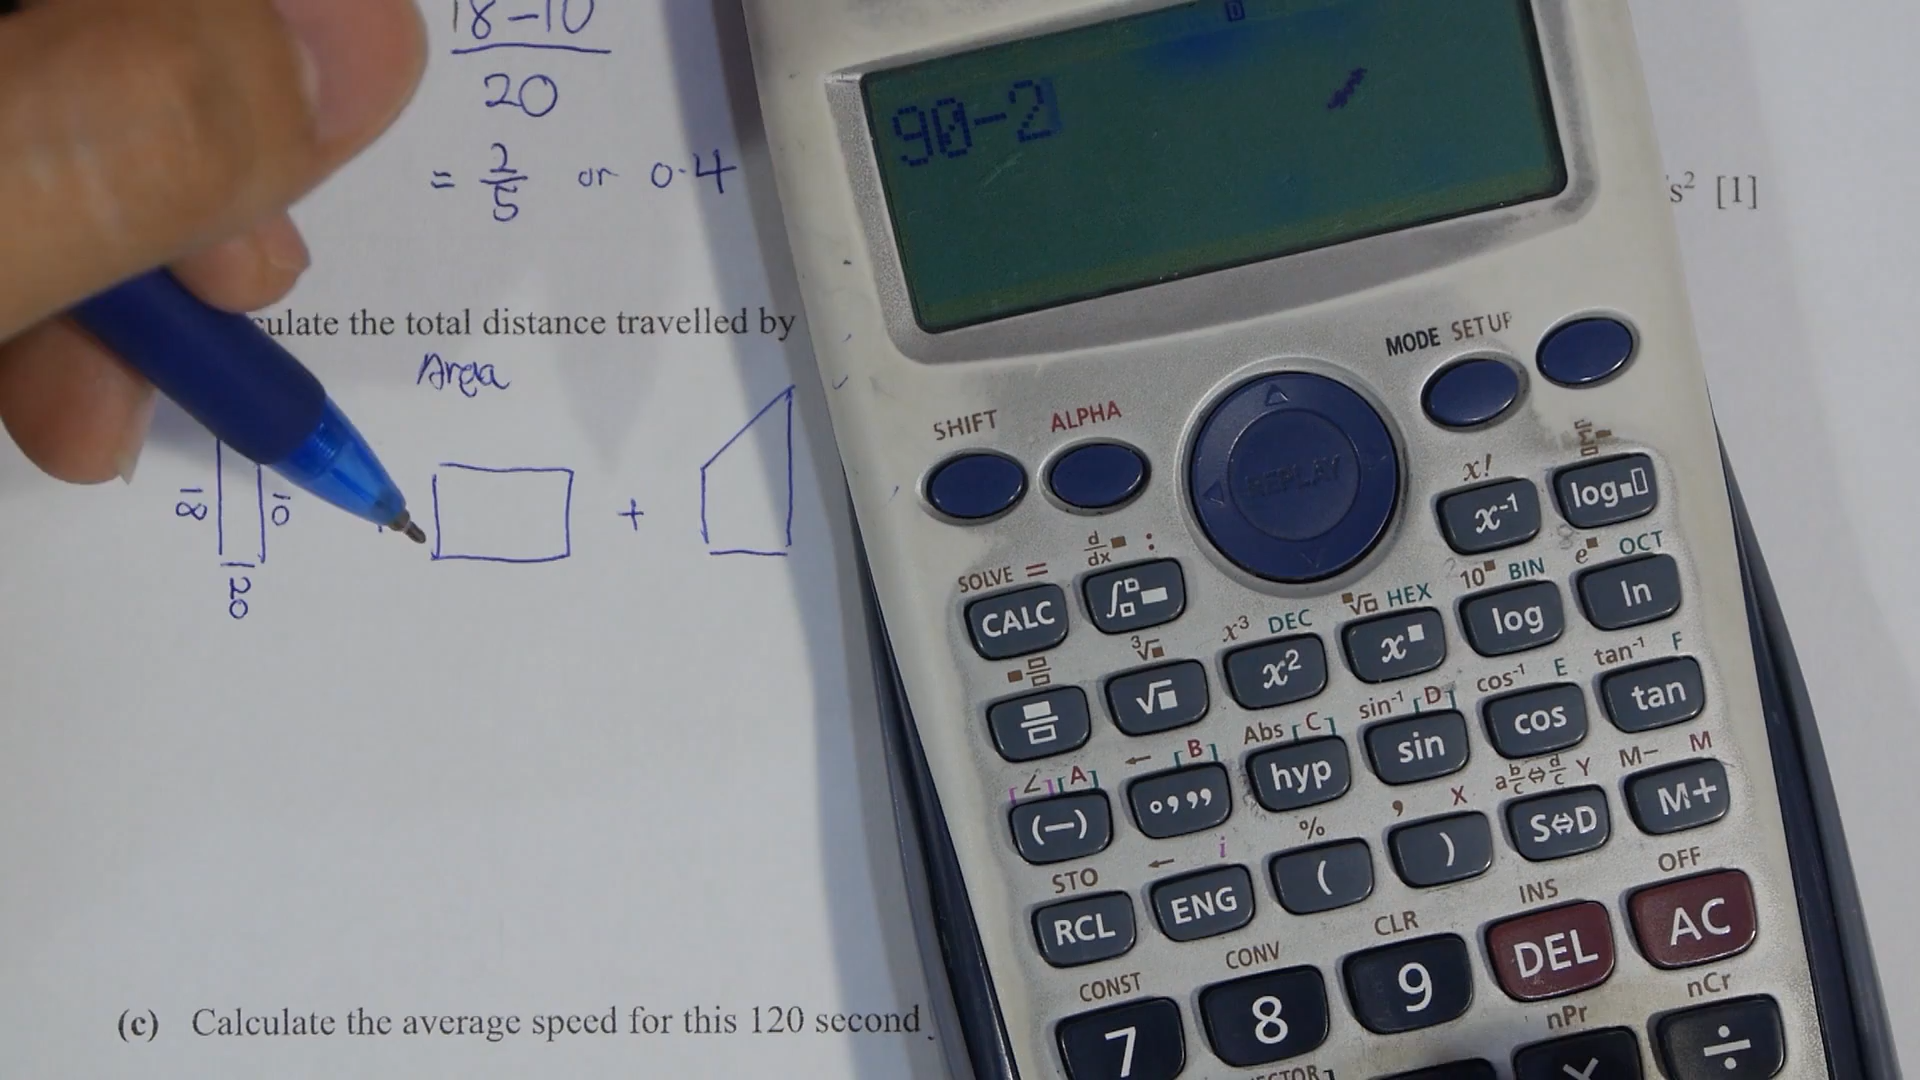 18-10
20
= 2/5 or 0.4
s² [1]
culate the total distance travelled by
Area
18
10
20
+
(c) Calculate the average speed for this 120 second
90-2
MODE SETUP
SHIFT ALPHA
REPLAY
x!
x⁻¹ log
SOLVE = d/dx :
10 BIN e OCT
CALC
x³ DEC √ HEX
log ln
³√
√ x² x
sin⁻¹ D cos⁻¹ E tan⁻¹ F
∠ A ← B Abs C
hyp sin cos tan
(−) °,,,
% , X a b/c⇔d/c Y M− M
STO ← i
( ) S⇔D M+
RCL ENG
INS OFF
CLR
CONST CONV
DEL AC
7 8 9
nPr nCr
× ÷